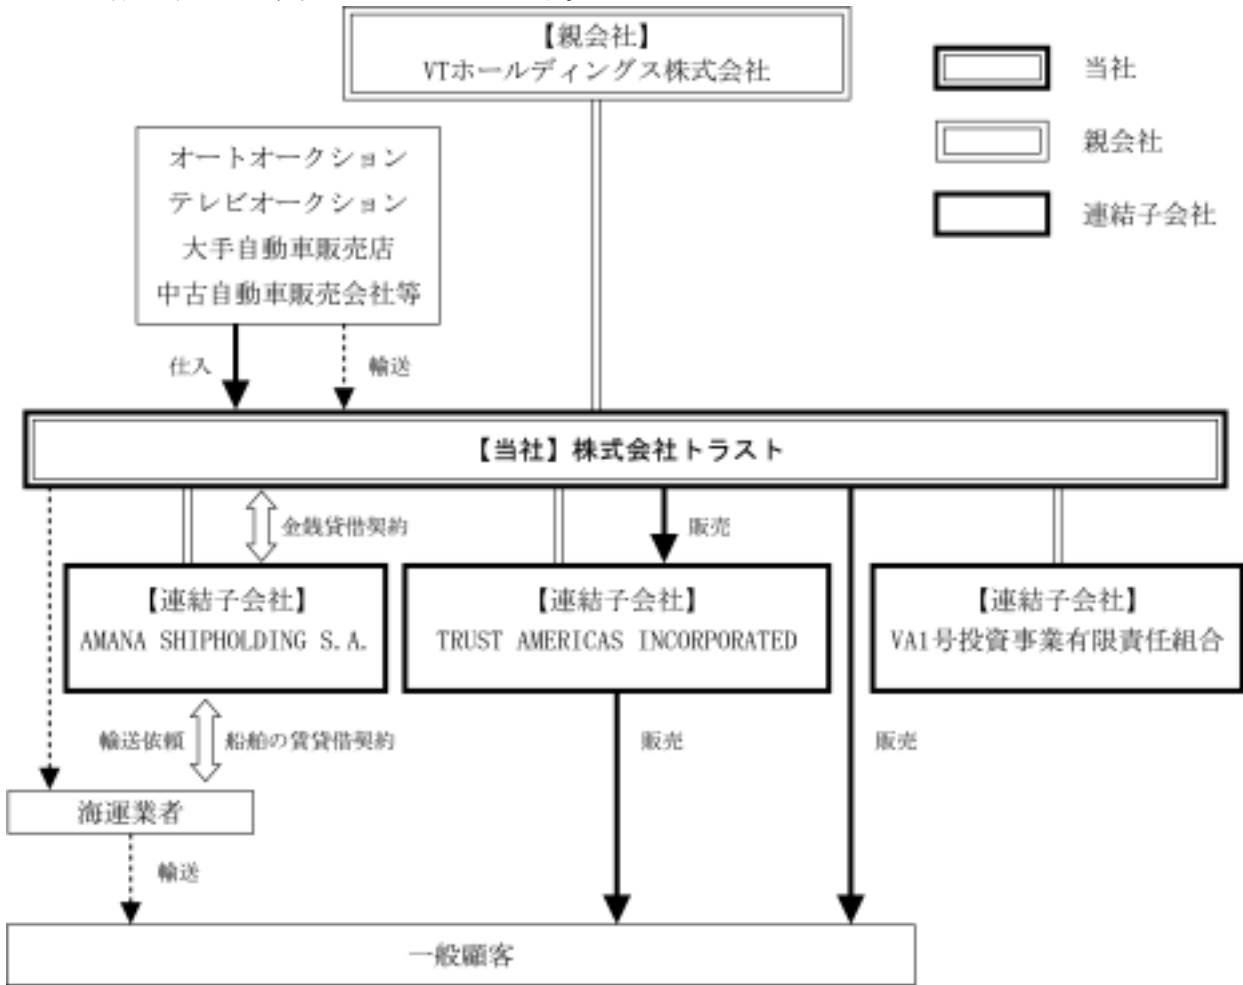 【親会社】
VTホールディングス株式会社
当社
親会社
連結子会社
オートオークション
テレビオークション
大手自動車販売店
中古自動車販売会社等
仕入
輸送
【当社】株式会社トラスト
金銭貸借契約
販売
【連結子会社】
AMANA SHIPHOLDING S.A.
【連結子会社】
TRUST AMERICAS INCORPORATED
【連結子会社】
VA1号投資事業有限責任組合
輸送依頼
船舶の賃貸借契約
販売
販売
海運業者
輸送
一般顧客